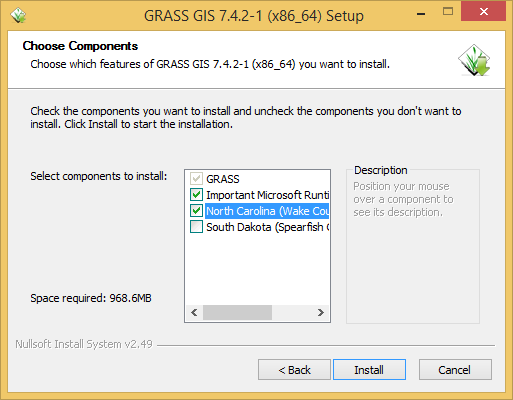 GRASS GIS 7.4.2-1 (x86_64) Setup
Choose Components
Choose which features of GRASS GIS 7.4.2-1 (x86_64) you want to install.
Check the components you want to install and uncheck the components you don't want to
install. Click Install to start the installation.
Select components to install:
GRASS
Important Microsoft Runti
North Carolina (Wake Cou
South Dakota (Spearfish C
Description
Position your mouse
over a component to
see its description.
Space required: 968.6MB
Nullsoft Install System v2.49
< Back
Install
Cancel